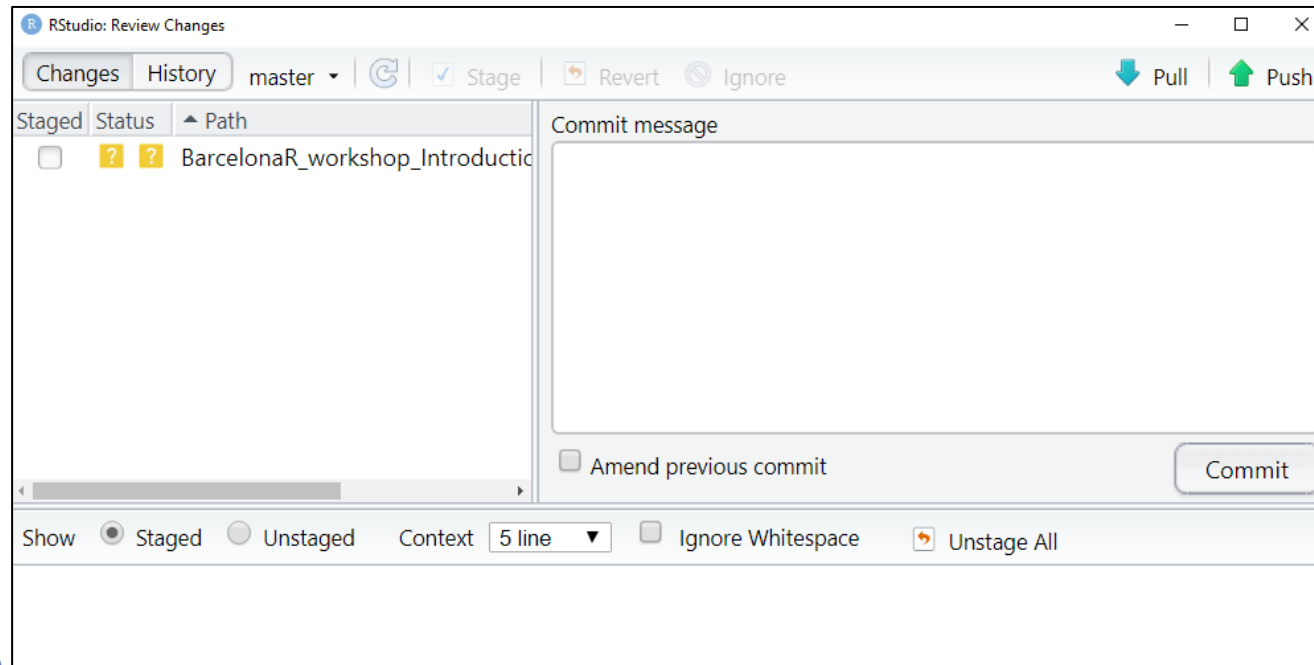 RStudio: Review Changes
Changes History master Stage Revert Ignore Pull Push
Staged Status Path
? ? BarcelonaR_workshop_Introductic
Commit message
Amend previous commit
Commit
Show Staged Unstaged Context 5 line Ignore Whitespace Unstage All